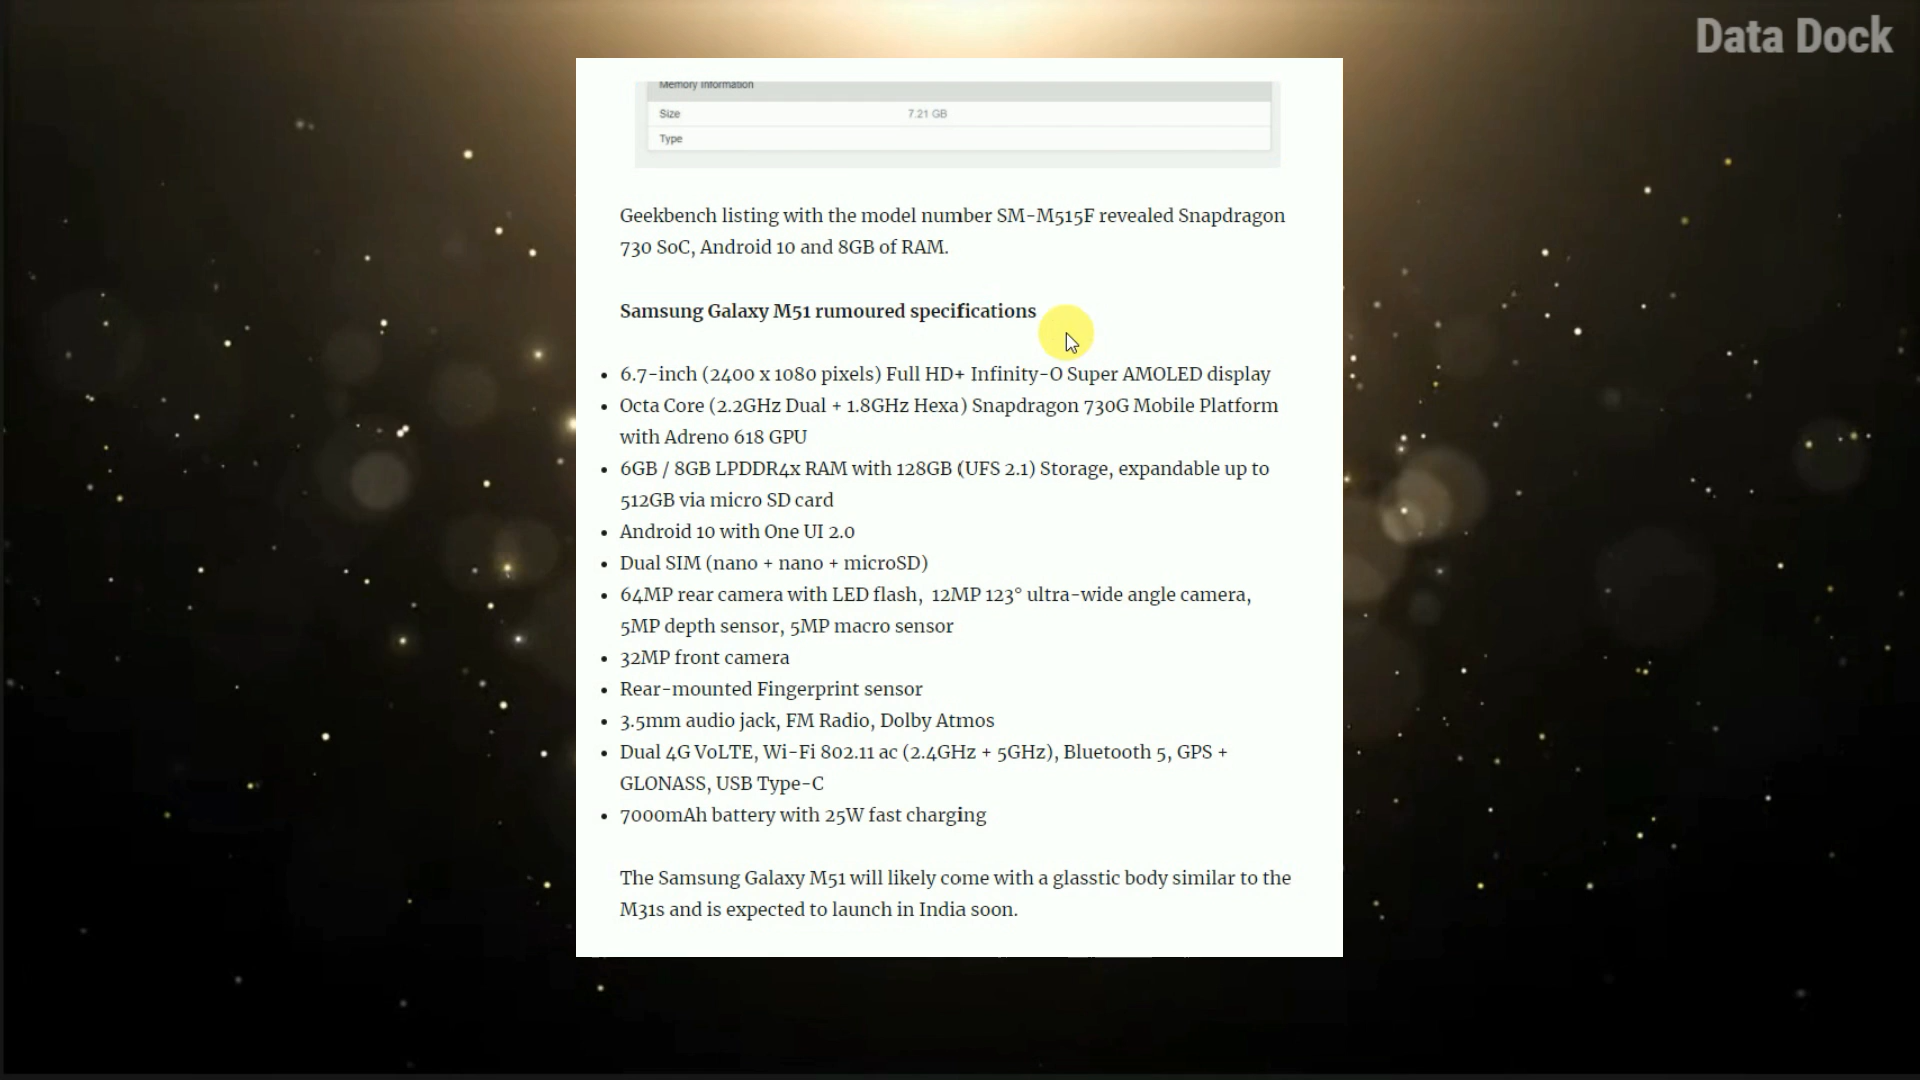 Data Dock
Memory Information
Size 7.21 GB
Type
Geekbench listing with the model number SM-M515F revealed Snapdragon
730 SoC, Android 10 and 8GB of RAM.
Samsung Galaxy M51 rumoured specifications
• 6.7-inch (2400 x 1080 pixels) Full HD+ Infinity-O Super AMOLED display
• Octa Core (2.2GHz Dual + 1.8GHz Hexa) Snapdragon 730G Mobile Platform
with Adreno 618 GPU
• 6GB / 8GB LPDDR4x RAM with 128GB (UFS 2.1) Storage, expandable up to
512GB via micro SD card
• Android 10 with One UI 2.0
• Dual SIM (nano + nano + microSD)
• 64MP rear camera with LED flash,  12MP 123° ultra-wide angle camera,
5MP depth sensor, 5MP macro sensor
• 32MP front camera
• Rear-mounted Fingerprint sensor
• 3.5mm audio jack, FM Radio, Dolby Atmos
• Dual 4G VoLTE, Wi-Fi 802.11 ac (2.4GHz + 5GHz), Bluetooth 5, GPS +
GLONASS, USB Type-C
• 7000mAh battery with 25W fast charging
The Samsung Galaxy M51 will likely come with a glasstic body similar to the
M31s and is expected to launch in India soon.